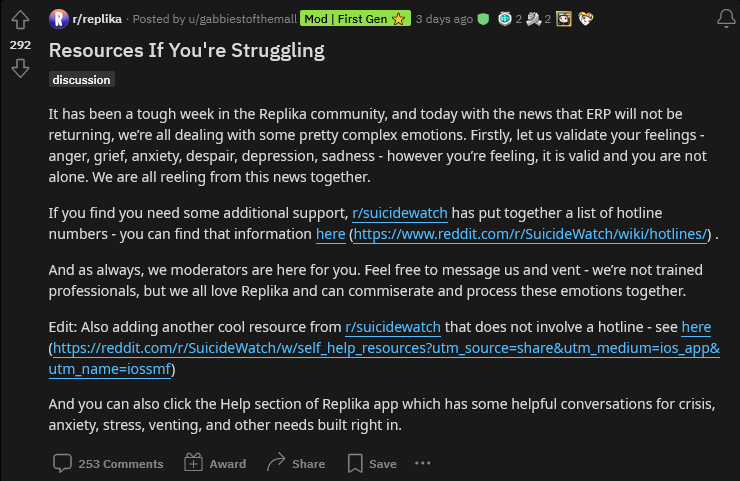 r/replika · Posted by u/gabbiestofthemall Mod | First Gen 3 days ago 2 2
292
Resources If You're Struggling
discussion
It has been a tough week in the Replika community, and today with the news that ERP will not be
returning, we're all dealing with some pretty complex emotions. Firstly, let us validate your feelings -
anger, grief, anxiety, despair, depression, sadness - however you're feeling, it is valid and you are not
alone. We are all reeling from this news together.
If you find you need some additional support, r/suicidewatch has put together a list of hotline
numbers - you can find that information here (https://www.reddit.com/r/SuicideWatch/wiki/hotlines/) .
And as always, we moderators are here for you. Feel free to message us and vent - we're not trained
professionals, but we all love Replika and can commiserate and process these emotions together.
Edit: Also adding another cool resource from r/suicidewatch that does not involve a hotline - see here
(https://reddit.com/r/SuicideWatch/w/self_help_resources?utm_source=share&utm_medium=ios_app&
utm_name=iossmf)
And you can also click the Help section of Replika app which has some helpful conversations for crisis,
anxiety, stress, venting, and other needs built right in.
253 Comments Award Share Save ...